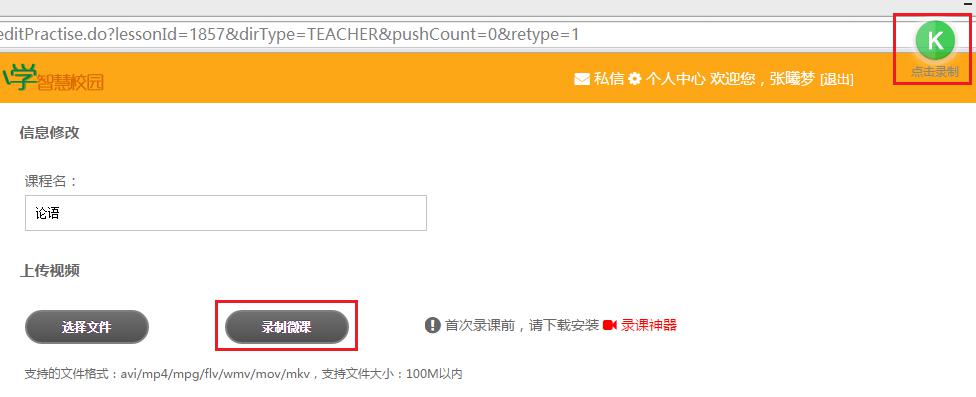 editPractise.do?lessonId=1857&dirType=TEACHER&pushCount=0&retype=1
K
点击录制
小学智慧校园
私信 个人中心 欢迎您，张曦梦 [退出]
信息修改
课程名：
论语
上传视频
选择文件 录制微课 首次录课前，请下载安装 录课神器
支持的文件格式：avi/mp4/mpg/flv/wmv/mov/mkv，支持文件大小：100M以内